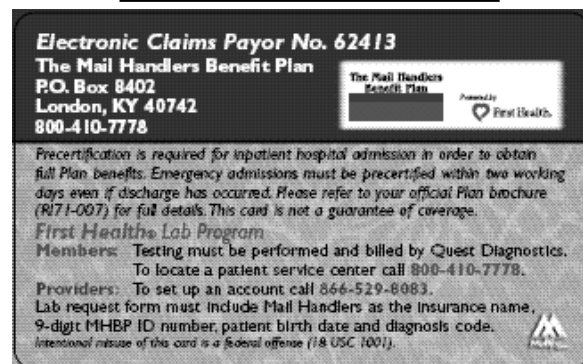 Electronic Claims Payor No. 62413
The Mail Handlers Benefit Plan
P.O. Box 8402
London, KY 40742
800-410-7778
The Mail Handlers
Benefit Plan
Powered by
First Health.
Precertification is required for inpatient hospital admission in order to obtain
full Plan benefits. Emergency admissions must be precertified within two working
days even if discharge has occurred. Please refer to your official Plan brochure
(RI71-007) for full details. This card is not a guarantee of coverage.
First Health® Lab Program
Members: Testing must be performed and billed by Quest Diagnostics.
To locate a patient service center call 800-410-7778.
Providers: To set up an account call 866-529-8083.
Lab request form must include Mail Handlers as the insurance name,
9-digit MHBP ID number, patient birth date and diagnosis code.
Intentional misuse of this card is a federal offense (18 USC 1001).